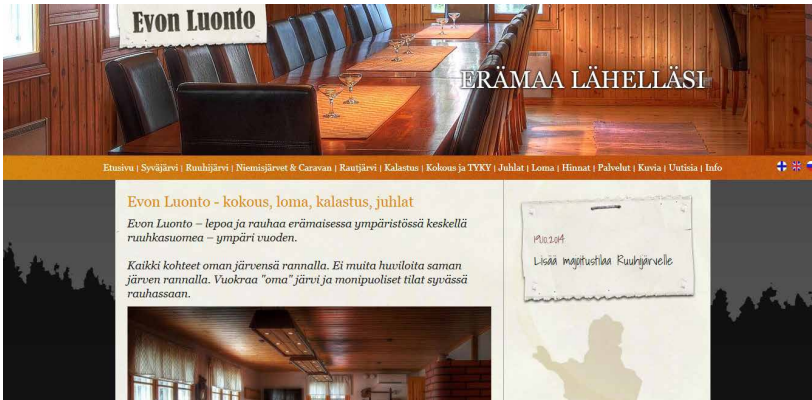 Evon Luonto
ERÄMAA LÄHELLÄSI
Etusivu | Syväjärvi | Ruuhijärvi | Niemisjärvet & Caravan | Rautjärvi | Kalastus | Kokous ja TYKY | Juhlat | Loma | Hinnat | Palvelut | Kuvia | Uutisia | Info
Evon Luonto - kokous, loma, kalastus, juhlat
Evon Luonto – lepoa ja rauhaa erämaisessa ympäristössä keskellä
ruuhkasuomea – ympäri vuoden.
Kaikki kohteet oman järvensä rannalla. Ei muita huviloita saman
järven rannalla. Vuokraa "oma" järvi ja monipuoliset tilat syvässä
rauhassaan.
19.10.2014
Lisää majoitustilaa Ruuhijärvelle